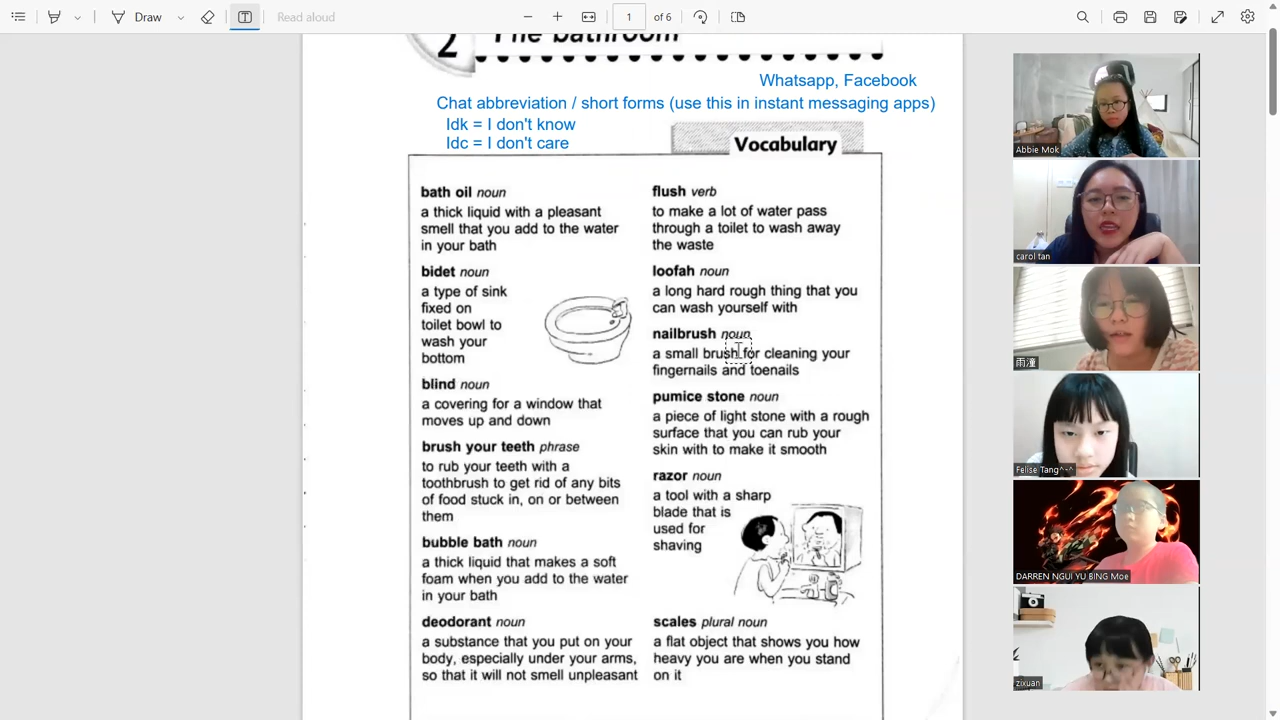 Draw
Read aloud
1
of 6
2 The bathroom
Whatsapp, Facebook
Chat abbreviation / short forms (use this in instant messaging apps)
Idk = I don't know
Idc = I don't care
Vocabulary
bath oil noun
a thick liquid with a pleasant
smell that you add to the water
in your bath
bidet noun
a type of sink
fixed on
toilet bowl to
wash your
bottom
blind noun
a covering for a window that
moves up and down
brush your teeth phrase
to rub your teeth with a
toothbrush to get rid of any bits
of food stuck in, on or between
them
bubble bath noun
a thick liquid that makes a soft
foam when you add to the water
in your bath
deodorant noun
a substance that you put on your
body, especially under your arms,
so that it will not smell unpleasant
flush verb
to make a lot of water pass
through a toilet to wash away
the waste
loofah noun
a long hard rough thing that you
can wash yourself with
nailbrush noun
a small brush for cleaning your
fingernails and toenails
pumice stone noun
a piece of light stone with a rough
surface that you can rub your
skin with to make it smooth
razor noun
a tool with a sharp
blade that is
used for
shaving
scales plural noun
a flat object that shows you how
heavy you are when you stand
on it
Abbie Mok
carol tan
雨潼
Felise Tang^-^
DARREN NGUI YU BING Moe
zixuan